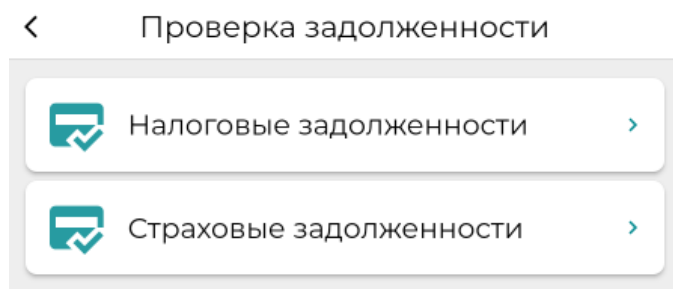 Проверка задолженности
Налоговые задолженности
Страховые задолженности